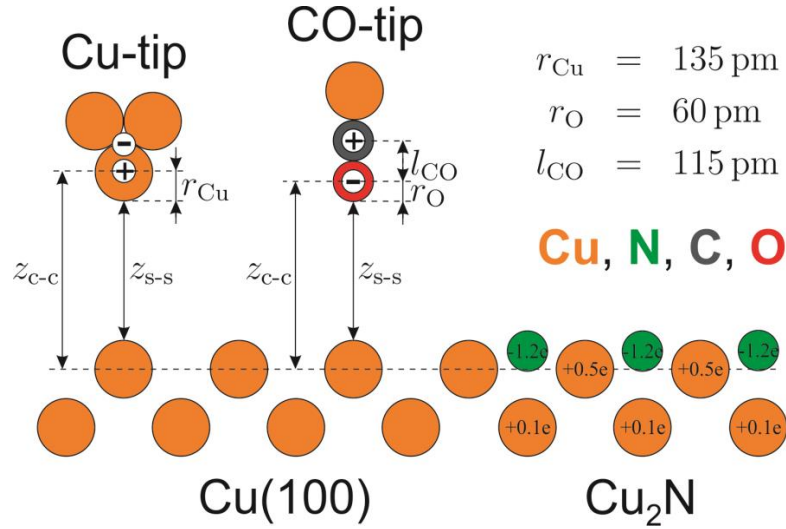 Cu-tip
CO-tip
r_Cu = 135 pm
r_O = 60 pm
l_CO = 115 pm
-
+
r_Cu
+
-
l_CO
r_O
Cu, N, C, O
z_c-c
z_s-s
z_c-c
z_s-s
-1.2e
+0.5e
-1.2e
+0.5e
-1.2e
+0.1e
+0.1e
+0.1e
Cu(100)
Cu₂N